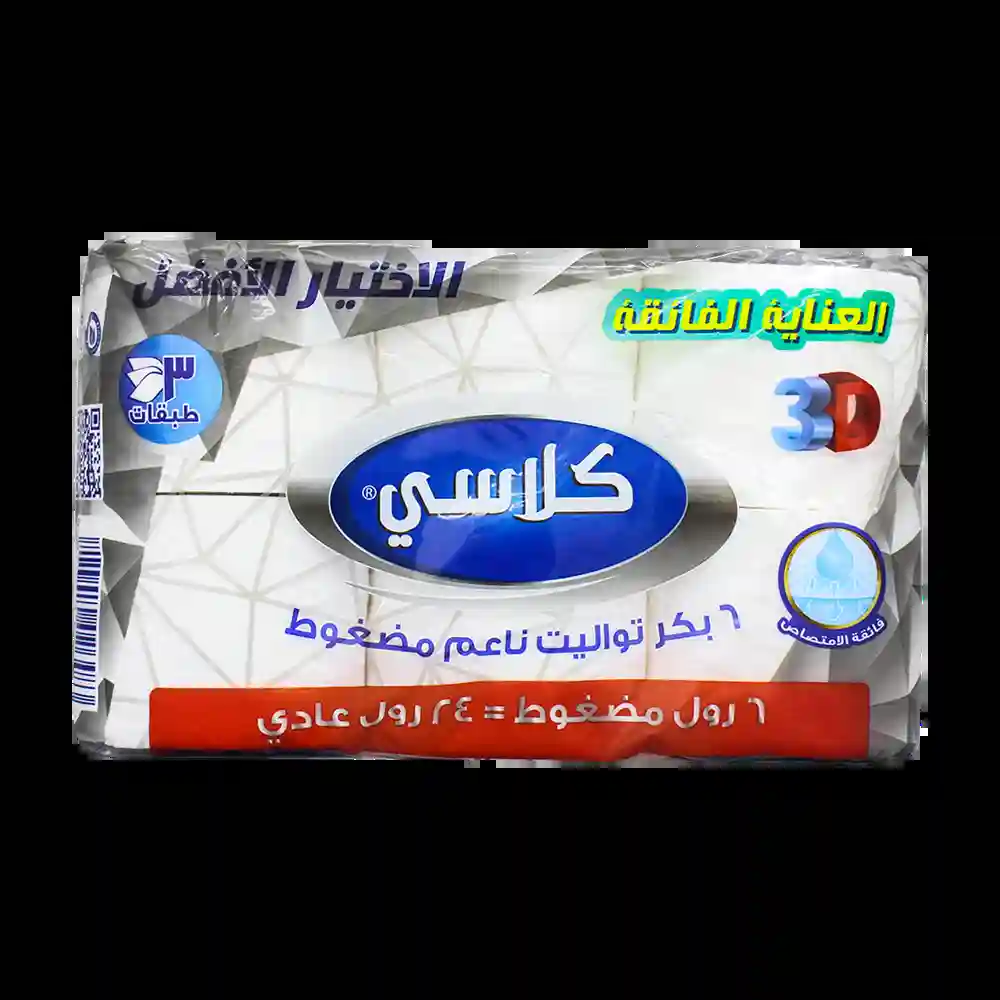 الاختيار الأفضل
العناية الفائقة
3D
٣
طبقات
كلاسي®
٦ بكر تواليت ناعم مضغوط
فائقة الامتصاص
٦ رول مضغوط = ٢٤ رول عادي